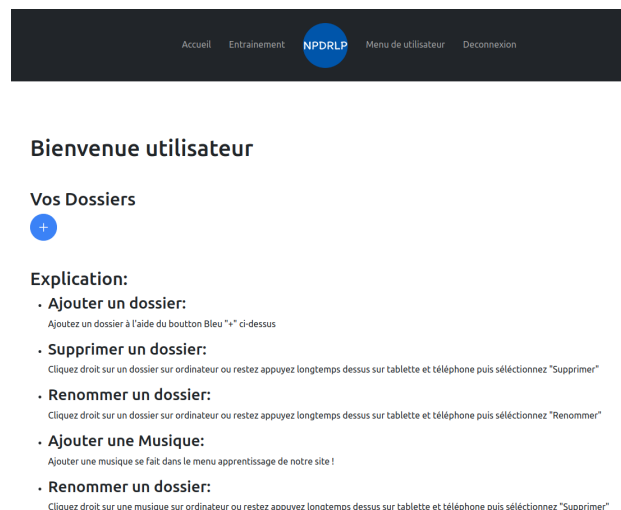 Accueil Entrainement NPDRLP Menu de utilisateur Deconnexion
Bienvenue utilisateur
Vos Dossiers
+
Explication:
• Ajouter un dossier:
Ajoutez un dossier à l'aide du boutton Bleu "+" ci-dessus
• Supprimer un dossier:
Cliquez droit sur un dossier sur ordinateur ou restez appuyez longtemps dessus sur tablette et téléphone puis séléctionnez "Supprimer"
• Renommer un dossier:
Cliquez droit sur un dossier sur ordinateur ou restez appuyez longtemps dessus sur tablette et téléphone puis séléctionnez "Renommer"
• Ajouter une Musique:
Ajouter une musique se fait dans le menu apprentissage de notre site !
• Renommer un dossier:
Cliquez droit sur une musique sur ordinateur ou restez appuyez longtemps dessus sur tablette et téléphone puis séléctionnez "Supprimer"